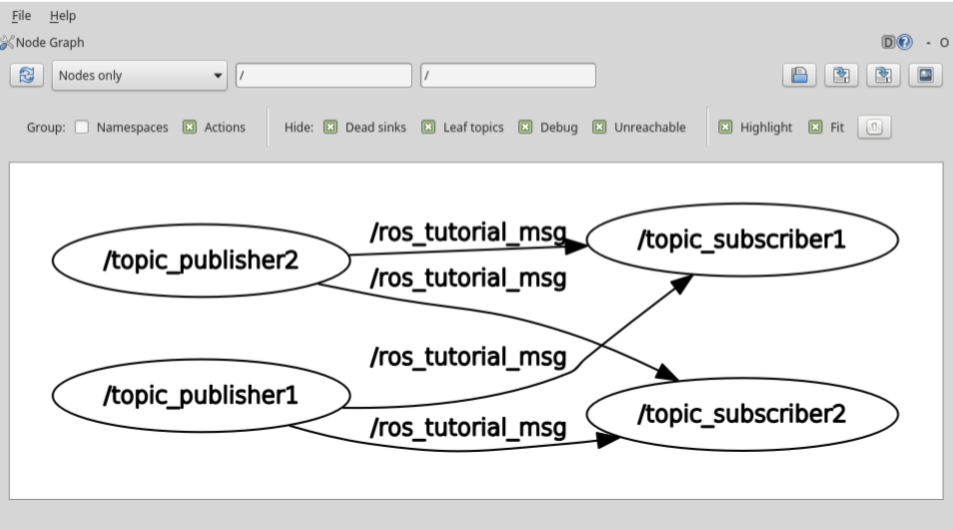 File Help
Node Graph D ? - O
Nodes only / /
Group: Namespaces Actions Hide: Dead sinks Leaf topics Debug Unreachable Highlight Fit
/ros_tutorial_msg
/topic_publisher2 /topic_subscriber1
/ros_tutorial_msg
/ros_tutorial_msg
/topic_publisher1 /topic_subscriber2
/ros_tutorial_msg